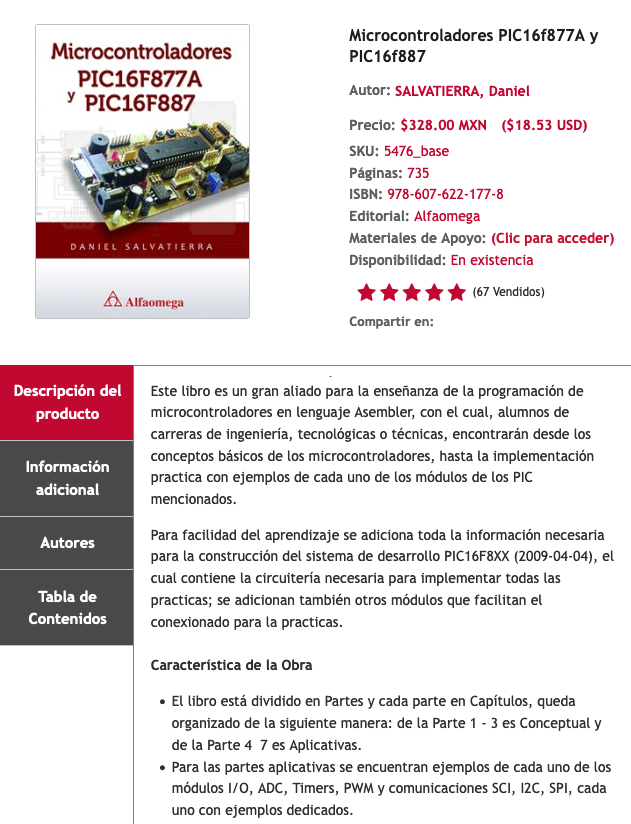 Microcontroladores
PIC16F877A
y PIC16F887
DANIEL SALVATIERRA
Alfaomega
Microcontroladores PIC16f877A y
PIC16f887
Autor: SALVATIERRA, Daniel
Precio: $328.00 MXN ($18.53 USD)
SKU: 5476_base
Páginas: 735
ISBN: 978-607-622-177-8
Editorial: Alfaomega
Materiales de Apoyo: (Clic para acceder)
Disponibilidad: En existencia
(67 Vendidos)
Compartir en:
Descripción del
producto
Información
adicional
Autores
Tabla de
Contenidos
.
Este libro es un gran aliado para la enseñanza de la programación de
microcontroladores en lenguaje Asembler, con el cual, alumnos de
carreras de ingeniería, tecnológicas o técnicas, encontrarán desde los
conceptos básicos de los microcontroladores, hasta la implementación
practica con ejemplos de cada uno de los módulos de los PIC
mencionados.
Para facilidad del aprendizaje se adiciona toda la información necesaria
para la construcción del sistema de desarrollo PIC16F8XX (2009-04-04), el
cual contiene la circuitería necesaria para implementar todas las
practicas; se adicionan también otros módulos que facilitan el
conexionado para la practicas.
Característica de la Obra
• El libro está dividido en Partes y cada parte en Capítulos, queda
organizado de la siguiente manera: de la Parte 1 - 3 es Conceptual y
de la Parte 4 7 es Aplicativas.
• Para las partes aplicativas se encuentran ejemplos de cada uno de los
módulos I/O, ADC, Timers, PWM y comunicaciones SCI, I2C, SPI, cada
uno con ejemplos dedicados.